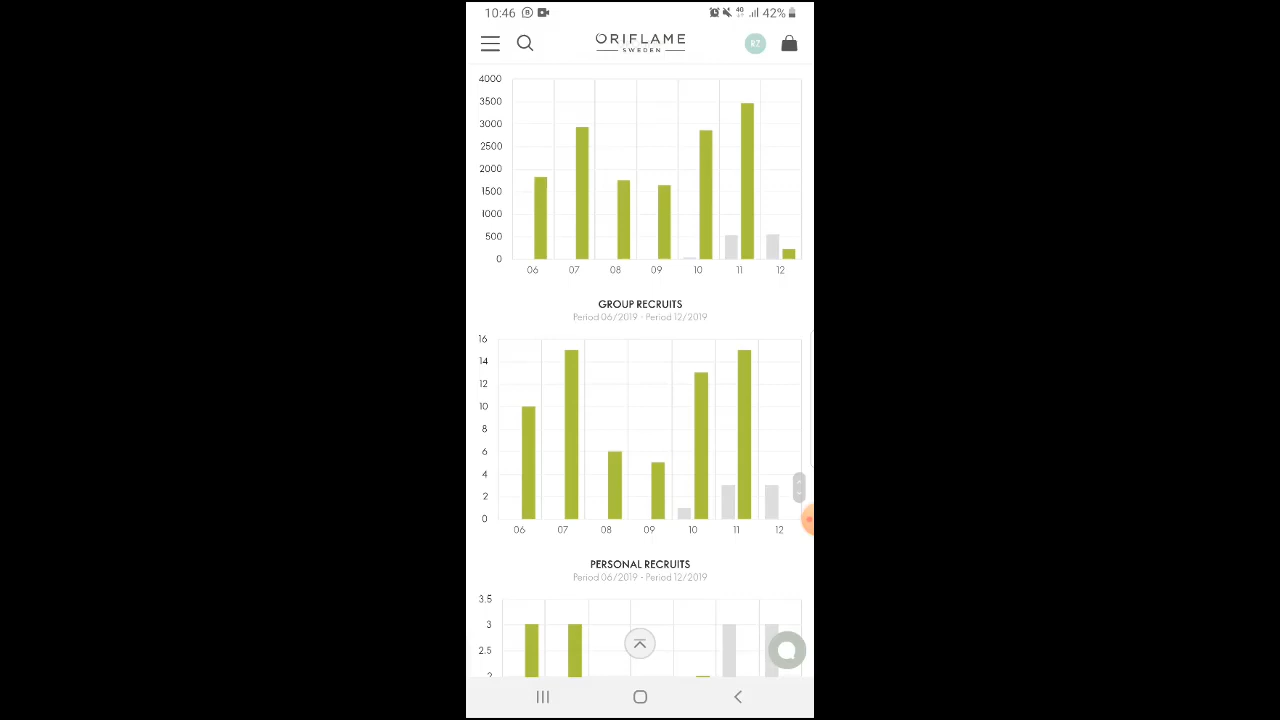 10:46 B 4G 42%
ORIFLAME
SWEDEN
RZ
4000
3500
3000
2500
2000
1500
1000
500
0
06 07 08 09 10 11 12
GROUP RECRUITS
Period 06/2019 - Period 12/2019
16
14
12
10
8
6
4
2
0
06 07 08 09 10 11 12
PERSONAL RECRUITS
Period 06/2019 - Period 12/2019
3.5
3
2.5
2